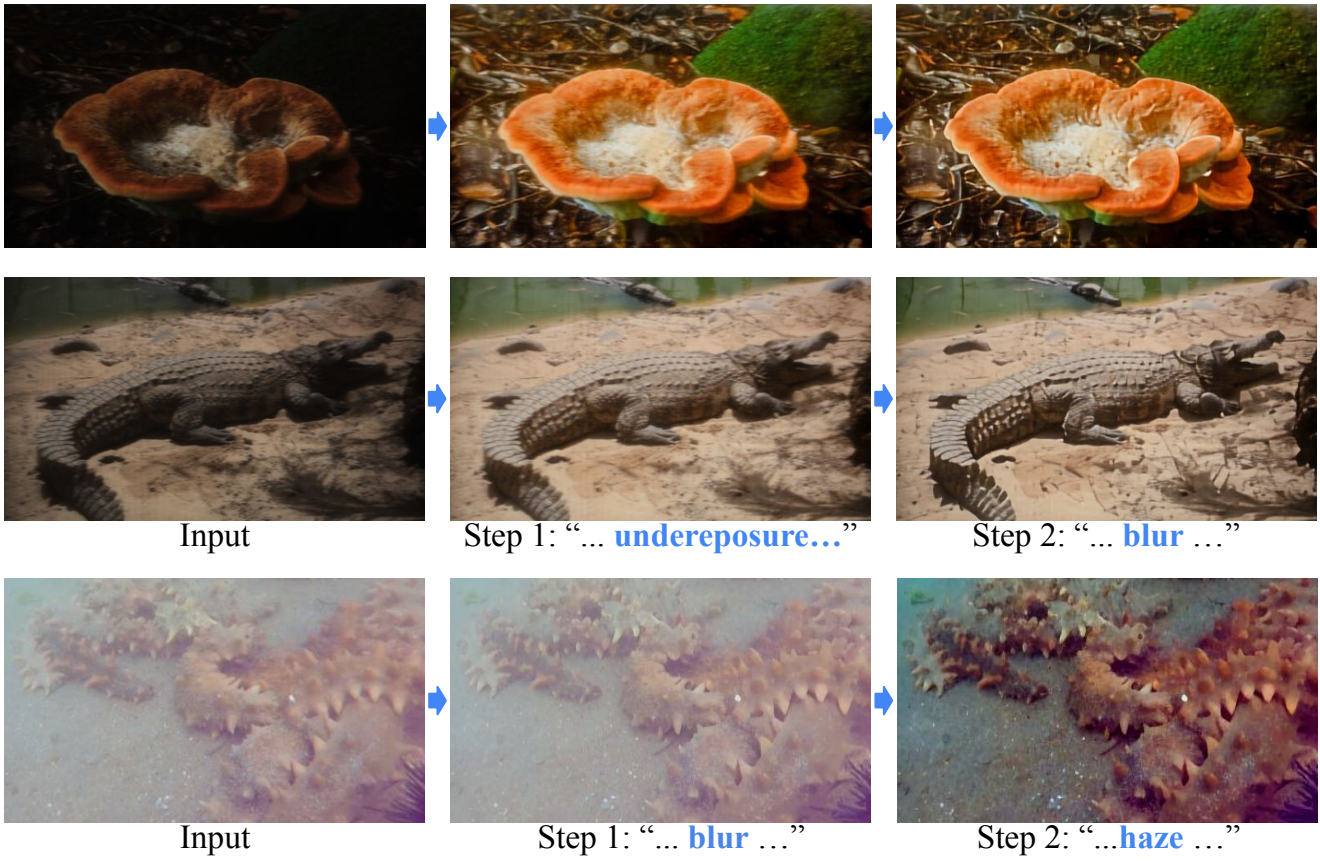 Input
Step 1: “... undereposure…”
Step 2: “... blur …”
Input
Step 1: “... blur …”
Step 2: “...haze …”